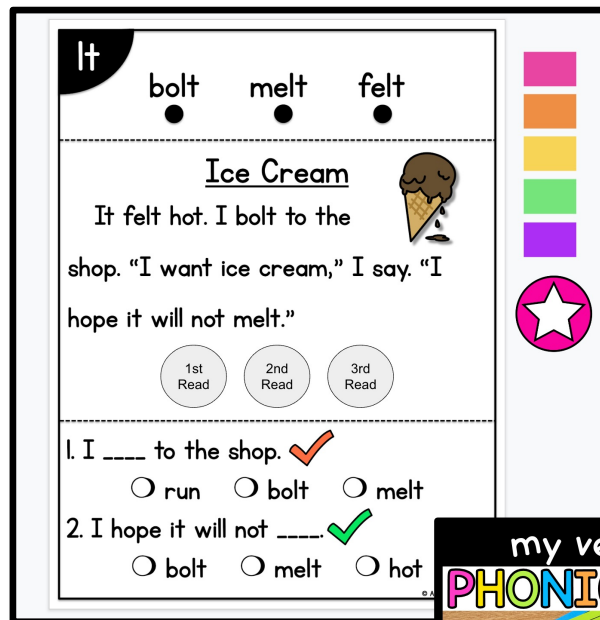 lt
bolt melt felt
Ice Cream
It felt hot. I bolt to the
shop. “I want ice cream,” I say. “I
hope it will not melt.”
1st Read 2nd Read 3rd Read
1. I ____ to the shop.
run bolt melt
2. I hope it will not ____.
bolt melt hot
my